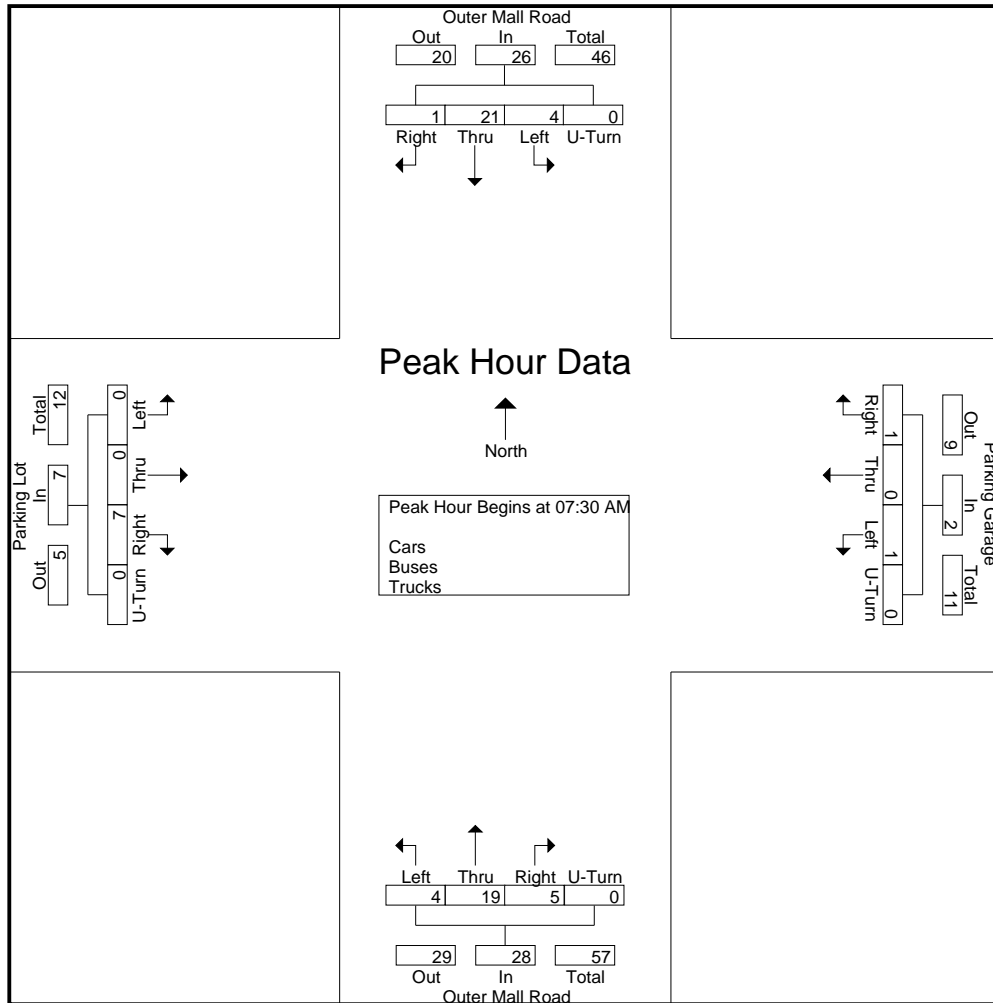 Outer Mall Road
Out In Total
20 26 46
1 21 4 0
Right Thru Left U-Turn
Peak Hour Data
North
Peak Hour Begins at 07:30 AM
Cars
Buses
Trucks
Parking Lot
Out In Total
5 7 12
0 7 0 0
U-Turn Right Thru Left
Parking Garage
Out In Total
9 2 11
Right Thru Left U-Turn
1 0 1 0
Left Thru Right U-Turn
4 19 5 0
29 28 57
Out In Total
Outer Mall Road